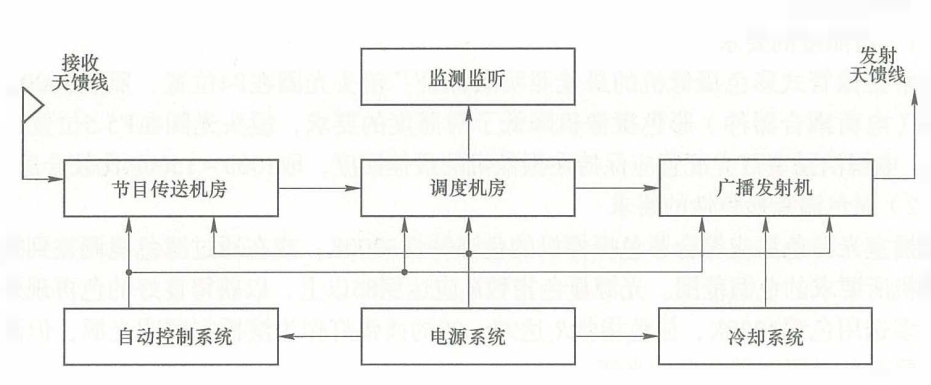 接收
天馈线
发射
天馈线
监测监听
节目传送机房
调度机房
广播发射机
自动控制系统
电源系统
冷却系统